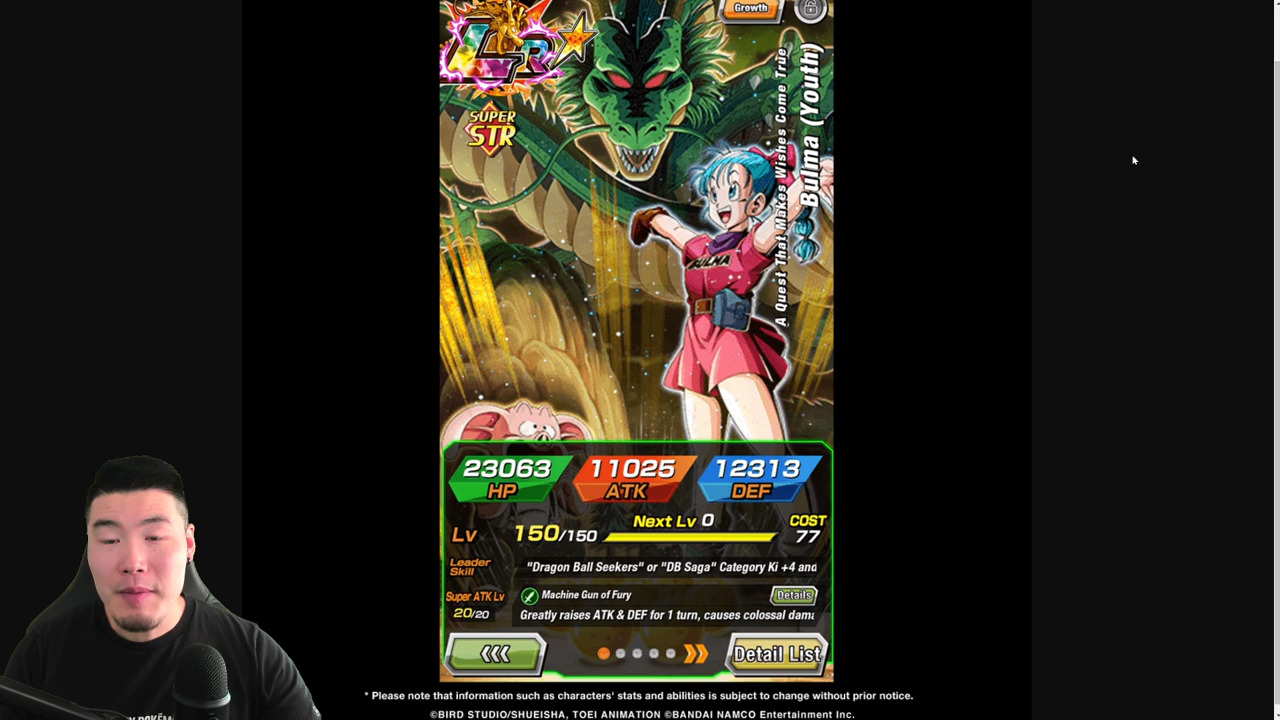 Growth
LR
SUPER
STR
A Quest That Makes Wishes Come True
Bulma (Youth)
BULMA
23063
HP
11025
ATK
12313
DEF
Lv 150/150
Next Lv 0
COST
77
Leader
Skill
"Dragon Ball Seekers" or "DB Saga" Category Ki +4 and
Super ATK Lv
20/20
Machine Gun of Fury
Details
Greatly raises ATK & DEF for 1 turn, causes colossal dama
Detail List
* Please note that information such as characters' stats and abilities is subject to change without prior notice.
©BIRD STUDIO/SHUEISHA, TOEI ANIMATION ©BANDAI NAMCO Entertainment Inc.